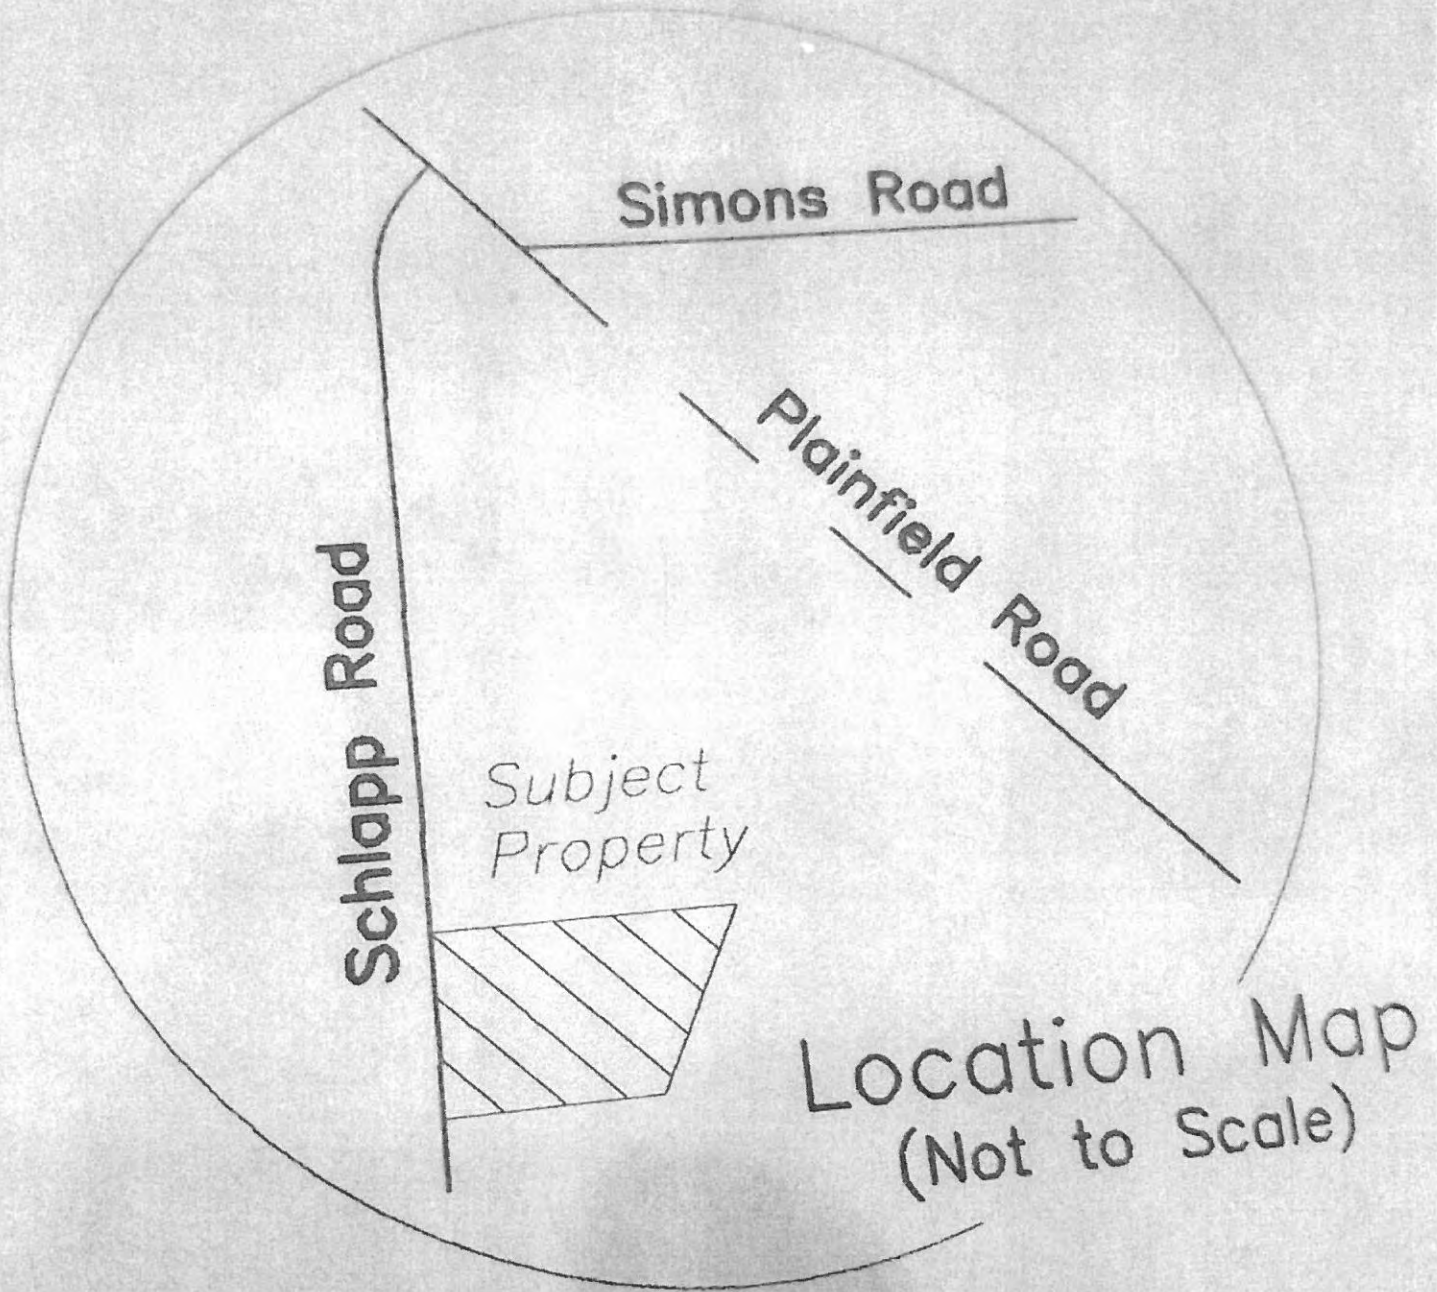 Simons Road
Plainfield Road
Schlapp Road
Subject
Property
Location Map
(Not to Scale)